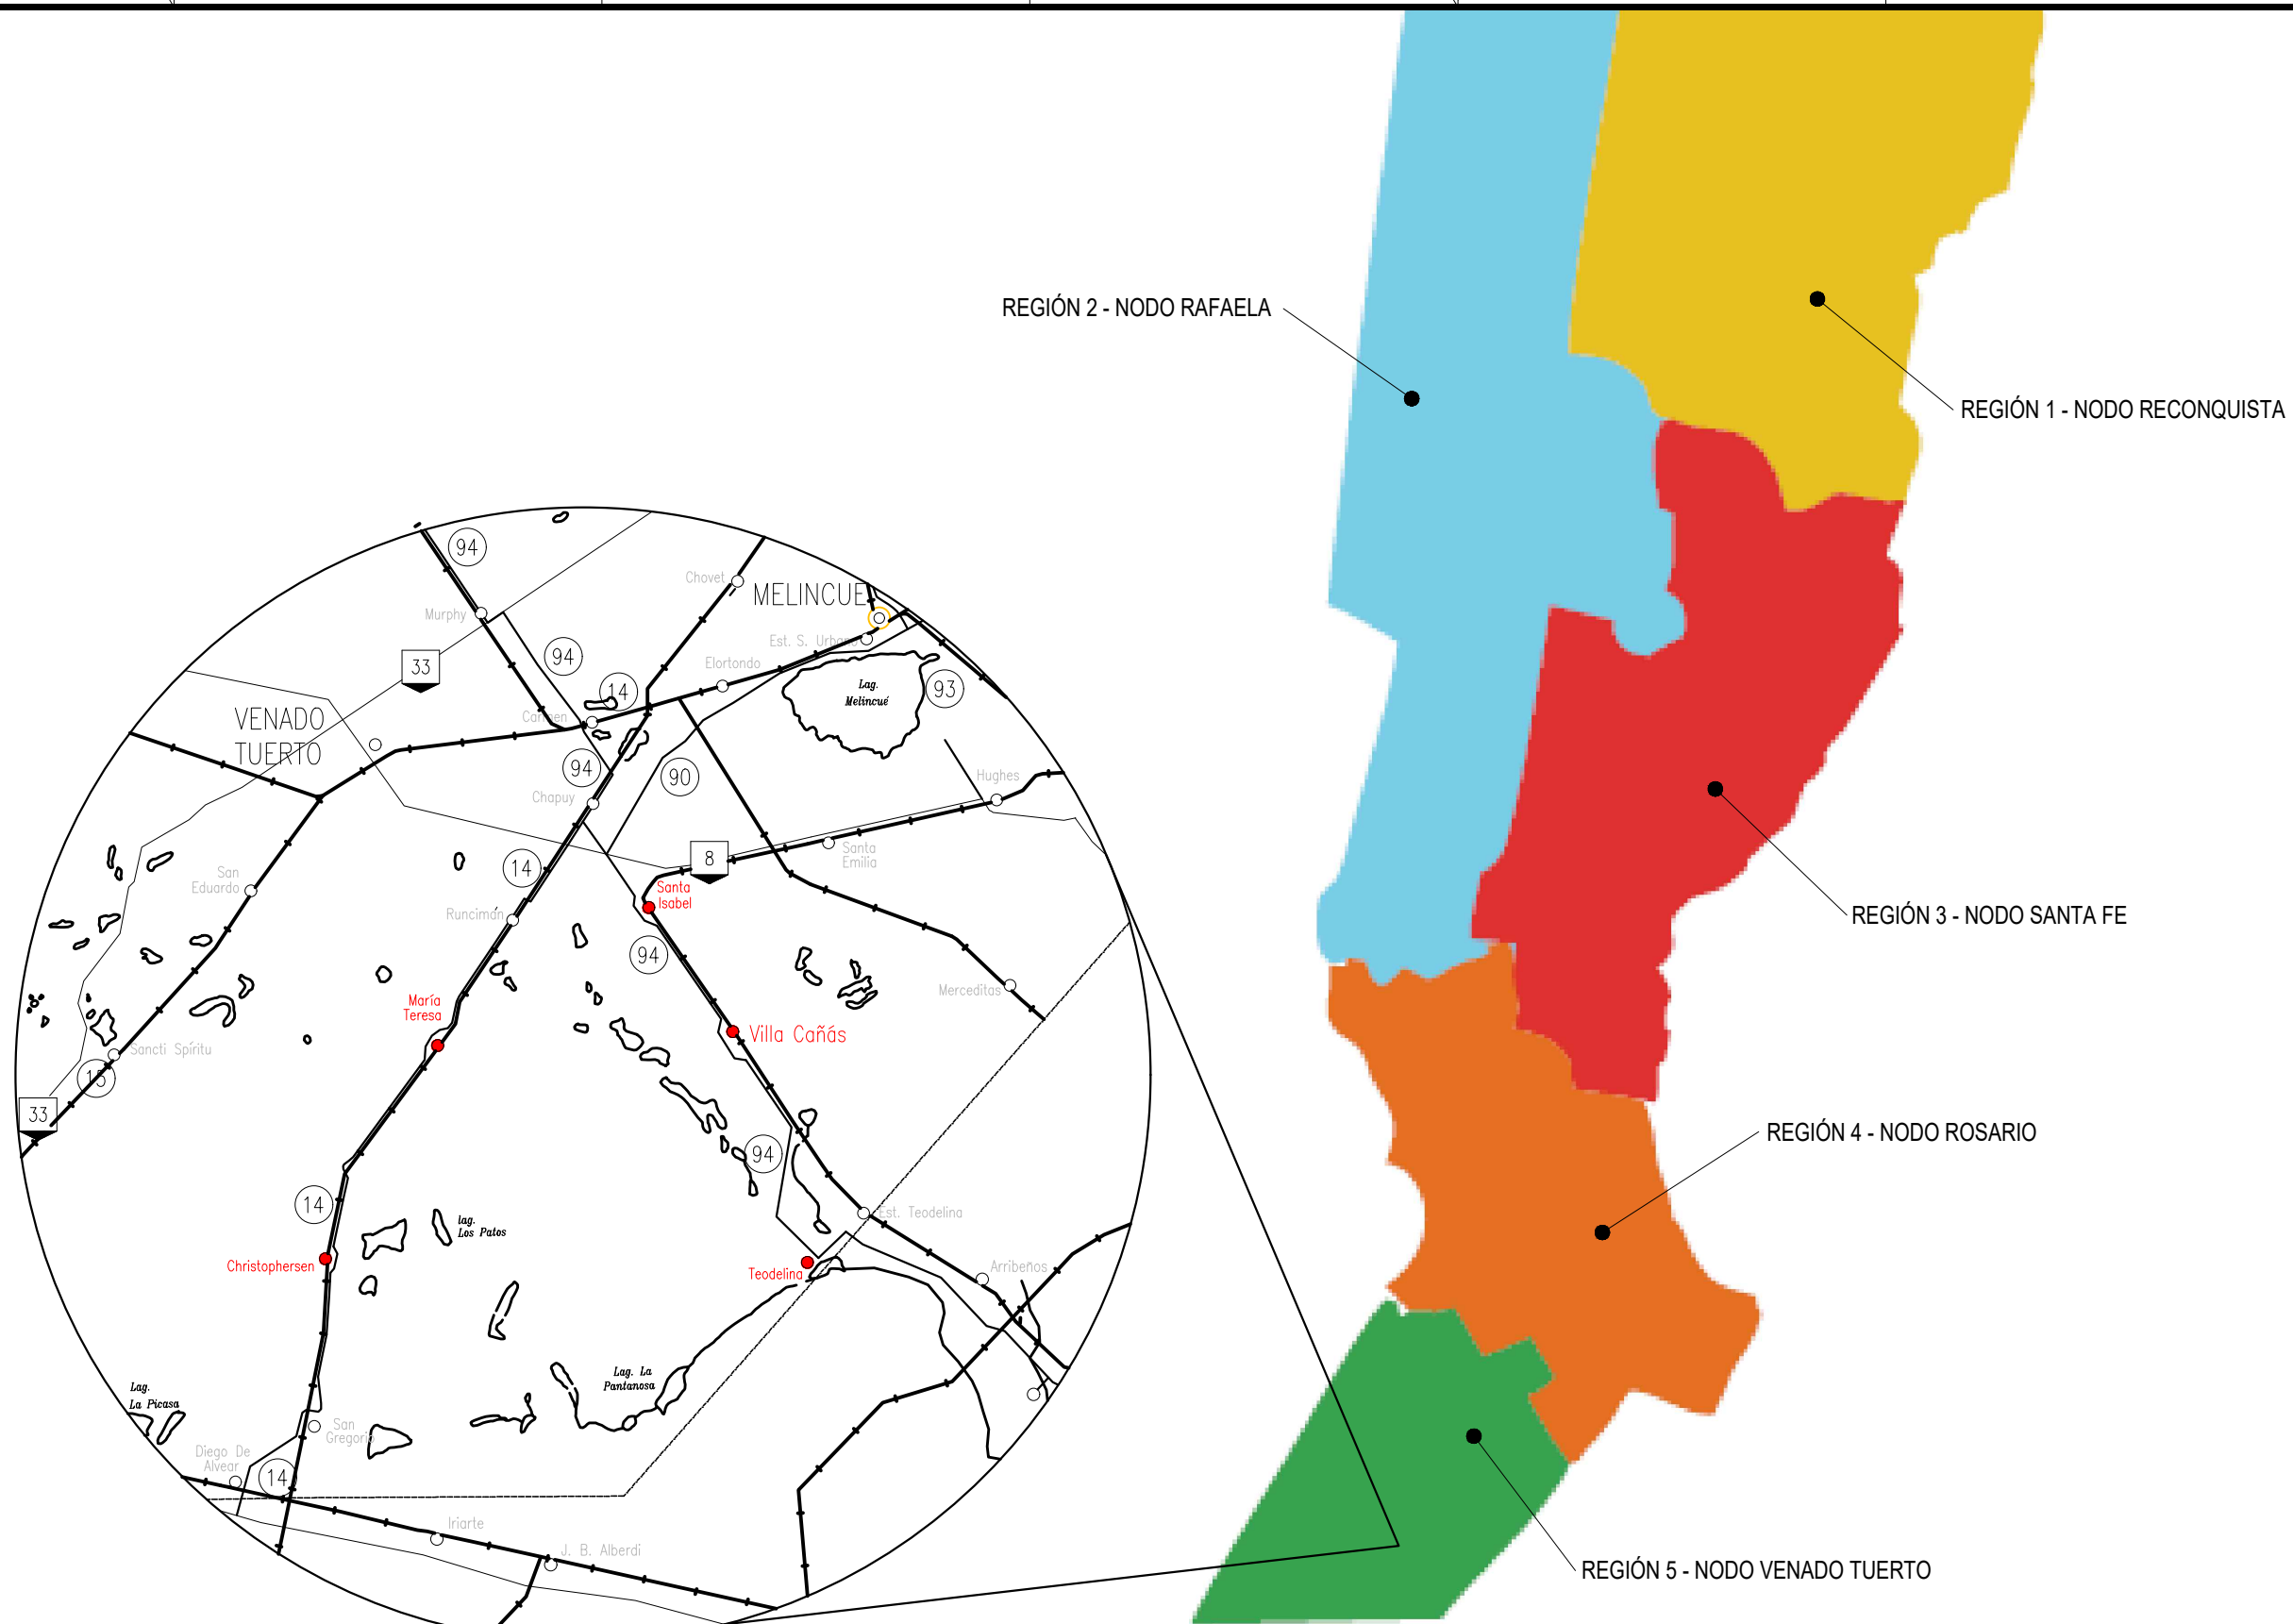 REGIÓN 2 - NODO RAFAELA
REGIÓN 1 - NODO RECONQUISTA
REGIÓN 3 - NODO SANTA FE
REGIÓN 4 - NODO ROSARIO
REGIÓN 5 - NODO VENADO TUERTO
94
Murphy
Chovet
MELINCUE
Est. S. Urbano
94
33
Elortondo
14
Lag.
Melincué
93
VENADO
TUERTO
Carmen
94
90
Hughes
Chapuy
8
Santa
Emilia
14
San
Eduardo
Santa
Isabel
Runcimán
94
Merceditas
María
Teresa
Villa Cañás
Sancti Spíritu
15
33
94
14
lag.
Los Patos
Est. Teodelina
Christophersen
Teodelina
Arribeños
Lag. La
Pantanosa
Lag.
La Picasa
San
Gregorio
Diego De
Alvear
14
Iriarte
J. B. Alberdi